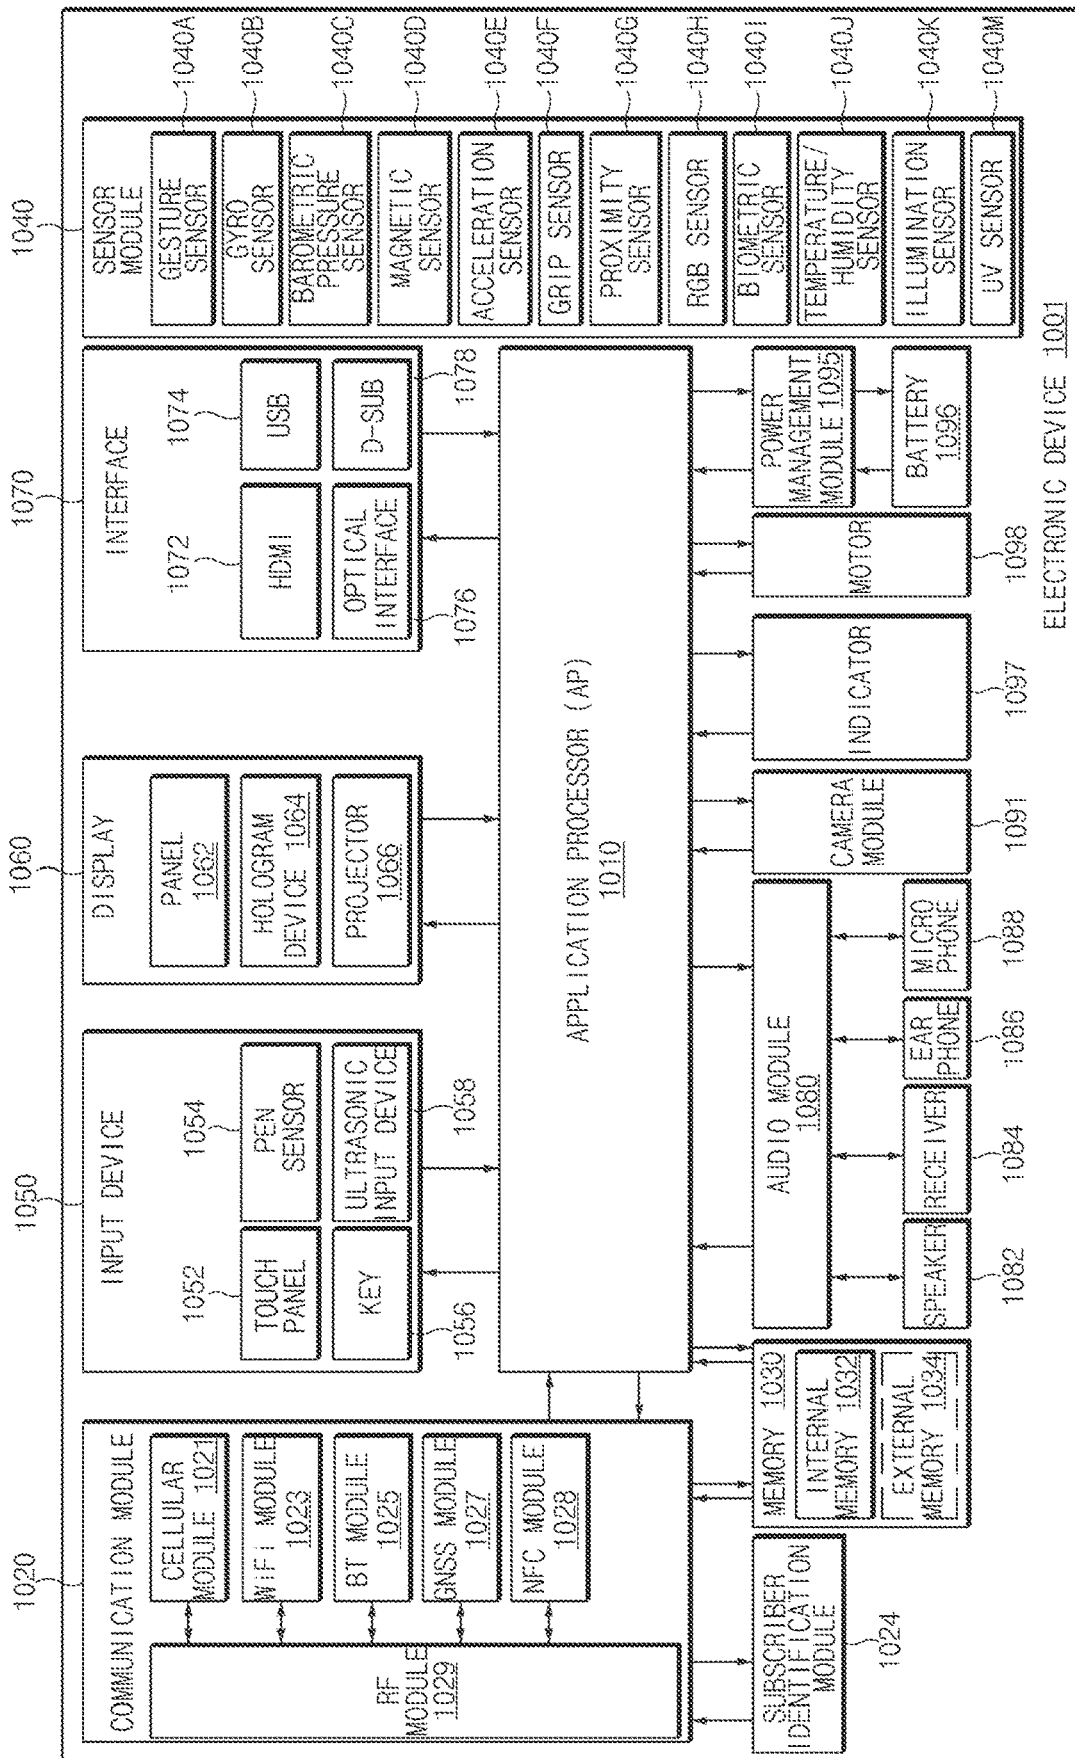 1020
COMMUNICATION MODULE
RF
MODULE
1029
CELLULAR
MODULE 1021
WiFi MODULE
1023
BT MODULE
1025
GNSS MODULE
1027
NFC MODULE
1028
1050
INPUT DEVICE
1052
1054
TOUCH
PANEL
PEN
SENSOR
KEY
ULTRASONIC
INPUT DEVICE
1056
1058
1060
DISPLAY
PANEL
1062
HOLOGRAM
DEVICE 1064
PROJECTOR
1066
1070
INTERFACE
1072
1074
HDMI
USB
OPTICAL
INTERFACE
D-SUB
1076
1078
1040
SENSOR
MODULE
GESTURE
SENSOR
1040A
GYRO
SENSOR
1040B
BAROMETRIC
PRESSURE
SENSOR
1040C
MAGNETIC
SENSOR
1040D
ACCELERATION
SENSOR
1040E
GRIP SENSOR
1040F
PROXIMITY
SENSOR
1040G
RGB SENSOR
1040H
BIOMETRIC
SENSOR
1040I
TEMPERATURE/
HUMIDITY
SENSOR
1040J
ILLUMINATION
SENSOR
1040K
UV SENSOR
1040M
APPLICATION PROCESSOR (AP)
1010
SUBSCRIBER
IDENTIFICATION
MODULE
1024
MEMORY 1030
INTERNAL
MEMORY 1032
EXTERNAL
MEMORY 1034
AUDIO MODULE
1080
SPEAKER
1082
RECEIVER
1084
EAR
PHONE
1086
MICRO
PHONE
1088
CAMERA
MODULE
1091
INDICATOR
1097
MOTOR
1098
POWER
MANAGEMENT
MODULE 1095
BATTERY
1096
ELECTRONIC DEVICE 1001